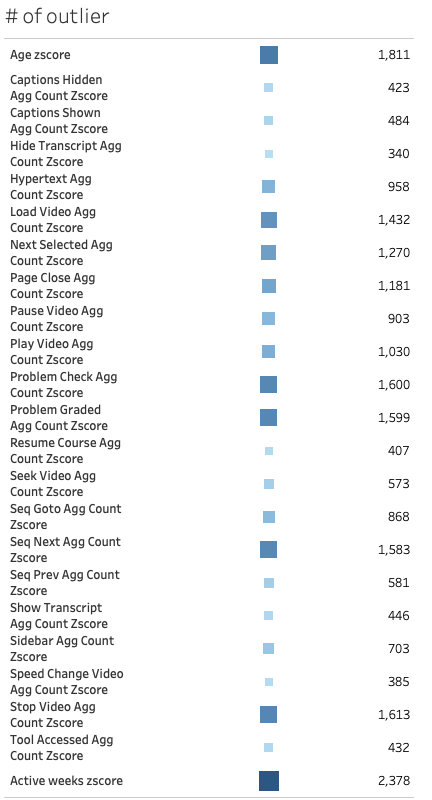 # of outlier
Age zscore 1,811
Captions Hidden
Agg Count Zscore 423
Captions Shown
Agg Count Zscore 484
Hide Transcript Agg
Count Zscore 340
Hypertext Agg
Count Zscore 958
Load Video Agg
Count Zscore 1,432
Next Selected Agg
Count Zscore 1,270
Page Close Agg
Count Zscore 1,181
Pause Video Agg
Count Zscore 903
Play Video Agg
Count Zscore 1,030
Problem Check Agg
Count Zscore 1,600
Problem Graded
Agg Count Zscore 1,599
Resume Course Agg
Count Zscore 407
Seek Video Agg
Count Zscore 573
Seq Goto Agg Count
Zscore 868
Seq Next Agg Count
Zscore 1,583
Seq Prev Agg Count
Zscore 581
Show Transcript
Agg Count Zscore 446
Sidebar Agg Count
Zscore 703
Speed Change Video
Agg Count Zscore 385
Stop Video Agg
Count Zscore 1,613
Tool Accessed Agg
Count Zscore 432
Active weeks zscore 2,378